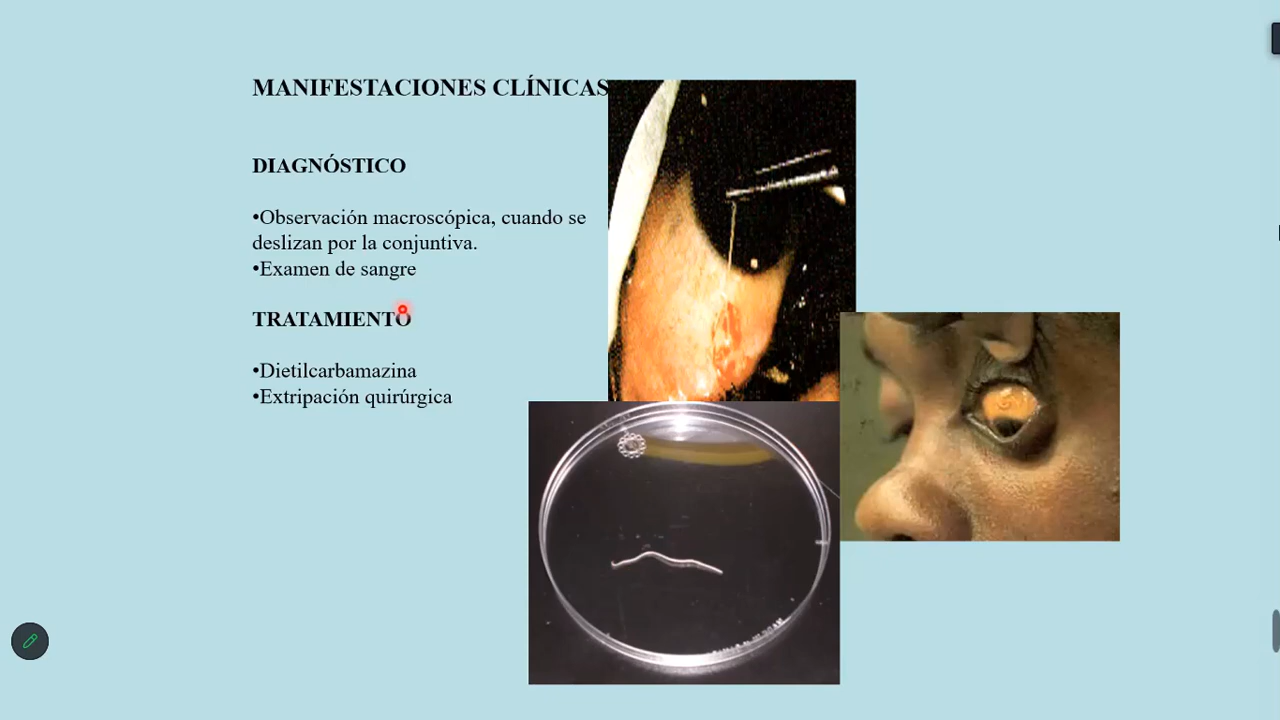 MANIFESTACIONES CLÍNICAS
DIAGNÓSTICO
•Observación macroscópica, cuando se
deslizan por la conjuntiva.
•Examen de sangre
TRATAMIENTO
•Dietilcarbamazina
•Extripación quirúrgica